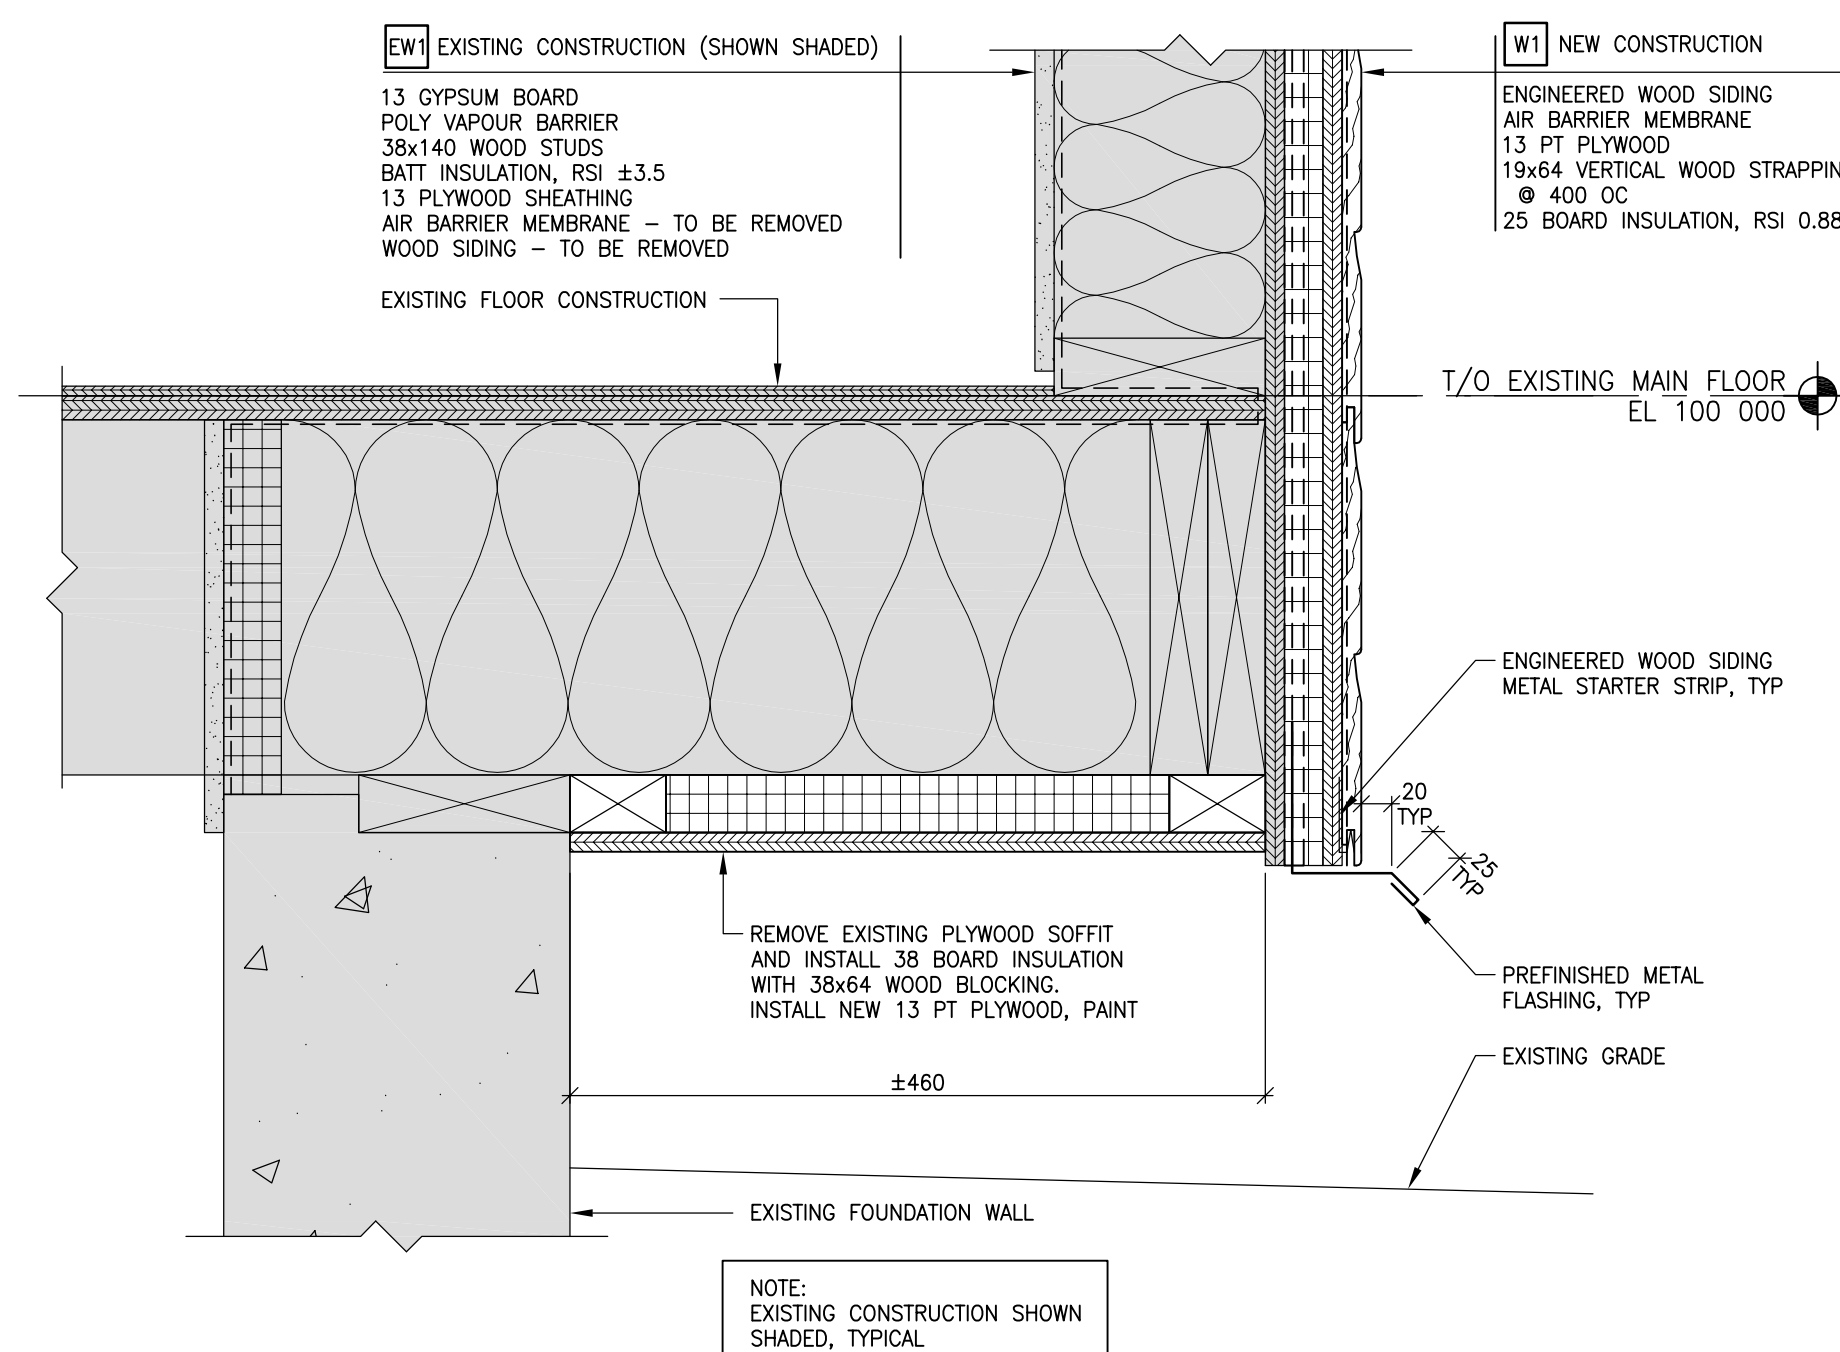 EW1 EXISTING CONSTRUCTION (SHOWN SHADED)
13 GYPSUM BOARD
POLY VAPOUR BARRIER
38x140 WOOD STUDS
BATT INSULATION, RSI ±3.5
13 PLYWOOD SHEATHING
AIR BARRIER MEMBRANE – TO BE REMOVED
WOOD SIDING – TO BE REMOVED
EXISTING FLOOR CONSTRUCTION
W1 NEW CONSTRUCTION
ENGINEERED WOOD SIDING
AIR BARRIER MEMBRANE
13 PT PLYWOOD
19x64 VERTICAL WOOD STRAPPIN
@ 400 OC
25 BOARD INSULATION, RSI 0.88
T/O EXISTING MAIN FLOOR
EL 100 000
ENGINEERED WOOD SIDING
METAL STARTER STRIP, TYP
20
TYP
25
TYP
REMOVE EXISTING PLYWOOD SOFFIT
AND INSTALL 38 BOARD INSULATION
WITH 38x64 WOOD BLOCKING.
INSTALL NEW 13 PT PLYWOOD, PAINT
PREFINISHED METAL
FLASHING, TYP
EXISTING GRADE
±460
EXISTING FOUNDATION WALL
NOTE:
EXISTING CONSTRUCTION SHOWN
SHADED, TYPICAL